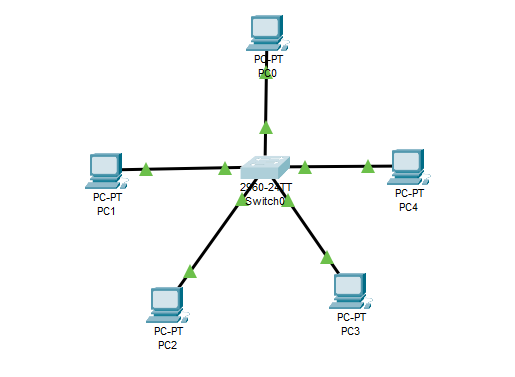 PC-PT
PC0
2960-24TT
Switch0
PC-PT
PC1
PC-PT
PC4
PC-PT
PC2
PC-PT
PC3